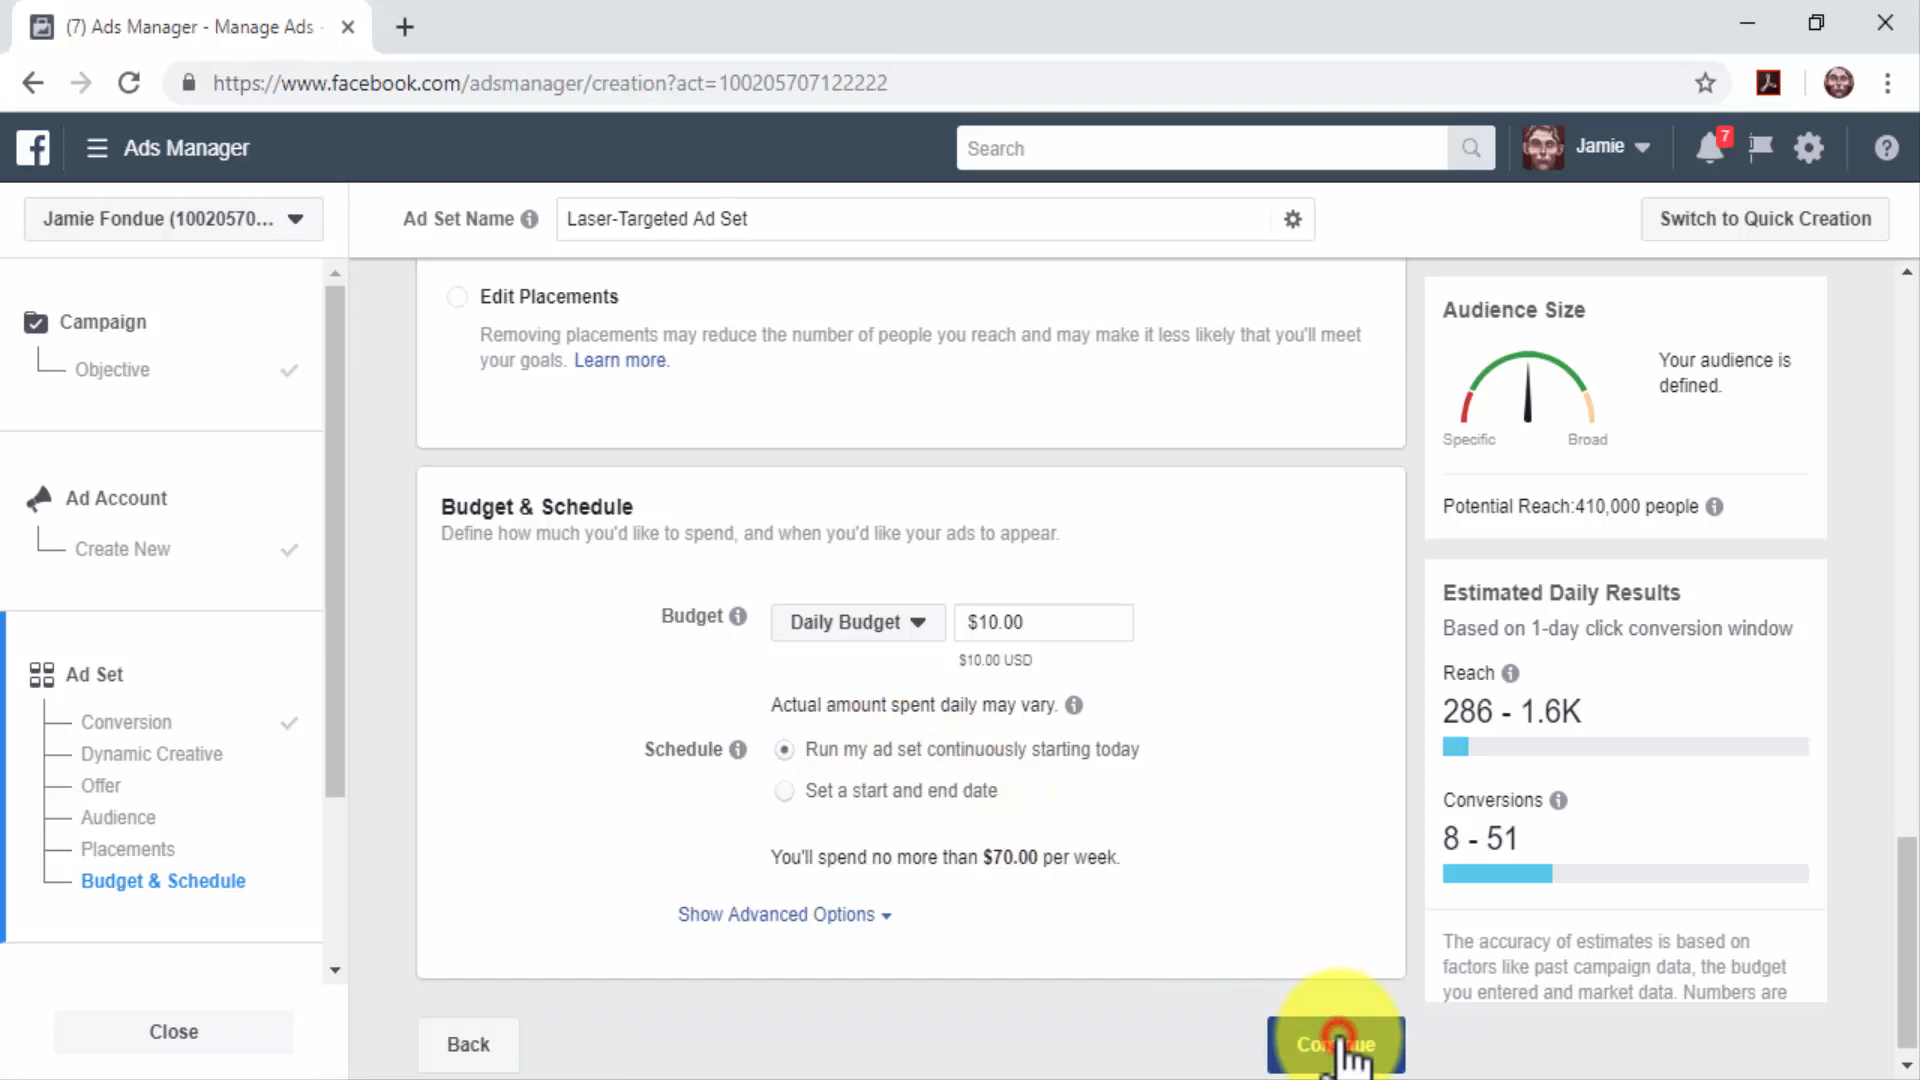 (7) Ads Manager - Manage Ads -
https://www.facebook.com/adsmanager/creation?act=100205707122222
Ads Manager
Search
Jamie
7
Jamie Fondue (10020570...
Ad Set Name
Laser-Targeted Ad Set
Switch to Quick Creation
Campaign
Objective
Ad Account
Create New
Ad Set
Conversion
Dynamic Creative
Offer
Audience
Placements
Budget & Schedule
Close
Edit Placements
Removing placements may reduce the number of people you reach and may make it less likely that you'll meet
your goals. Learn more.
Budget & Schedule
Define how much you'd like to spend, and when you'd like your ads to appear.
Budget
Daily Budget
$10.00
$10.00 USD
Actual amount spent daily may vary.
Schedule
Run my ad set continuously starting today
Set a start and end date
You'll spend no more than $70.00 per week.
Show Advanced Options
Back
Audience Size
Your audience is
defined.
Specific
Broad
Potential Reach:410,000 people
Estimated Daily Results
Based on 1-day click conversion window
Reach
286 - 1.6K
Conversions
8 - 51
The accuracy of estimates is based on
factors like past campaign data, the budget
you entered and market data. Numbers are